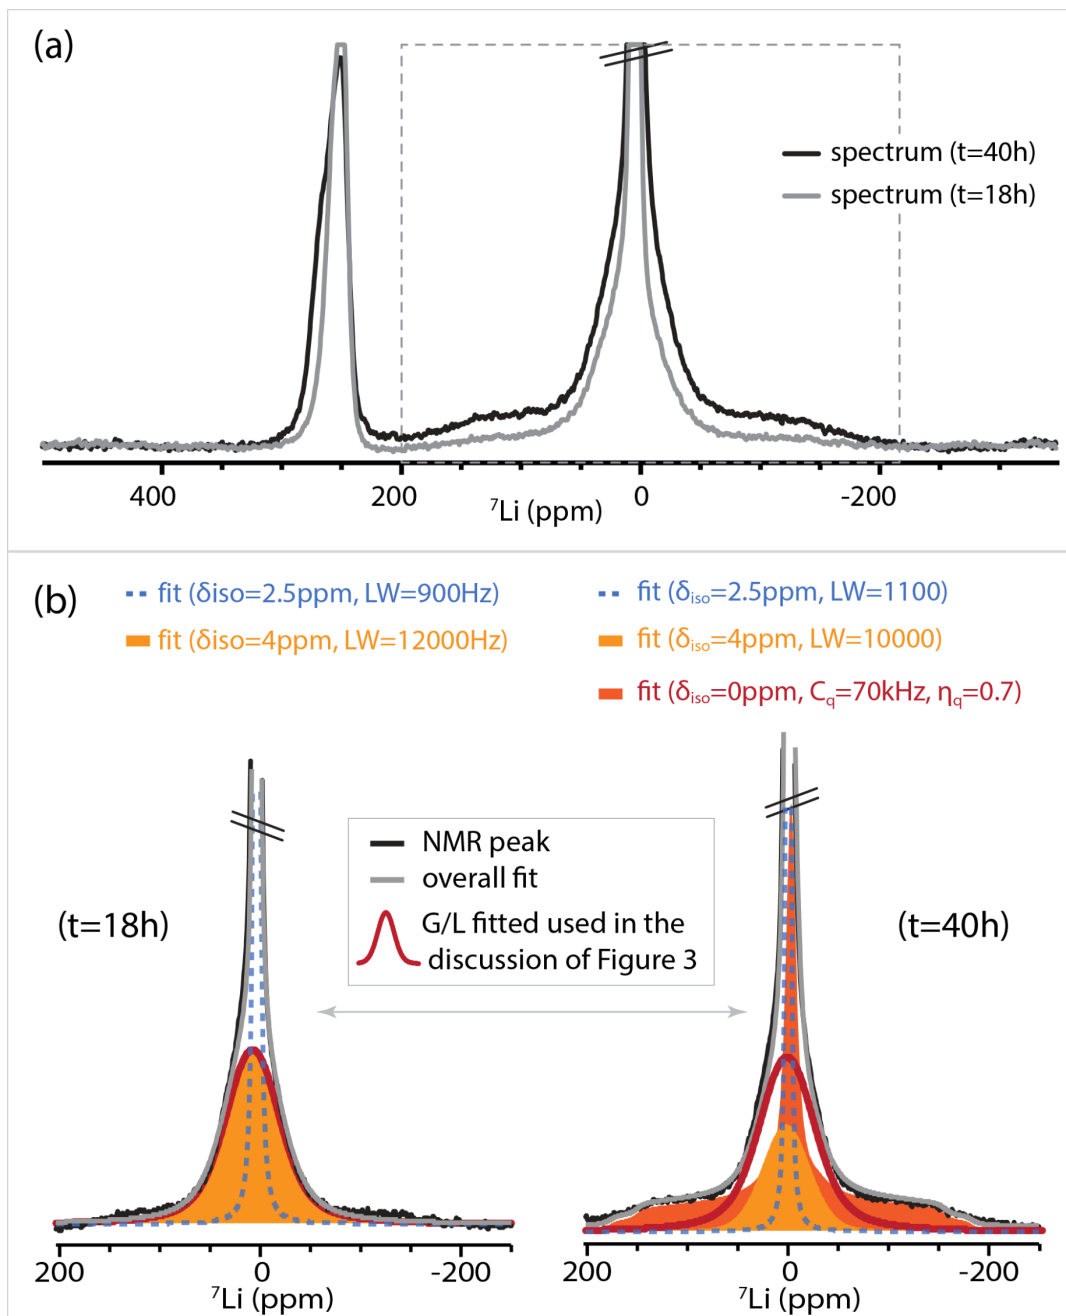 (a)
spectrum (t=40h)
spectrum (t=18h)
400 200 0 -200
⁷Li (ppm)
(b)
fit (δiso=2.5ppm, LW=900Hz)
fit (δiso=4ppm, LW=12000Hz)
fit (δiso=2.5ppm, LW=1100)
fit (δiso=4ppm, LW=10000)
fit (δiso=0ppm, Cq=70kHz, ηq=0.7)
NMR peak
overall fit
G/L fitted used in the
discussion of Figure 3
(t=18h)
(t=40h)
200 0 -200
⁷Li (ppm)
200 0 -200
⁷Li (ppm)